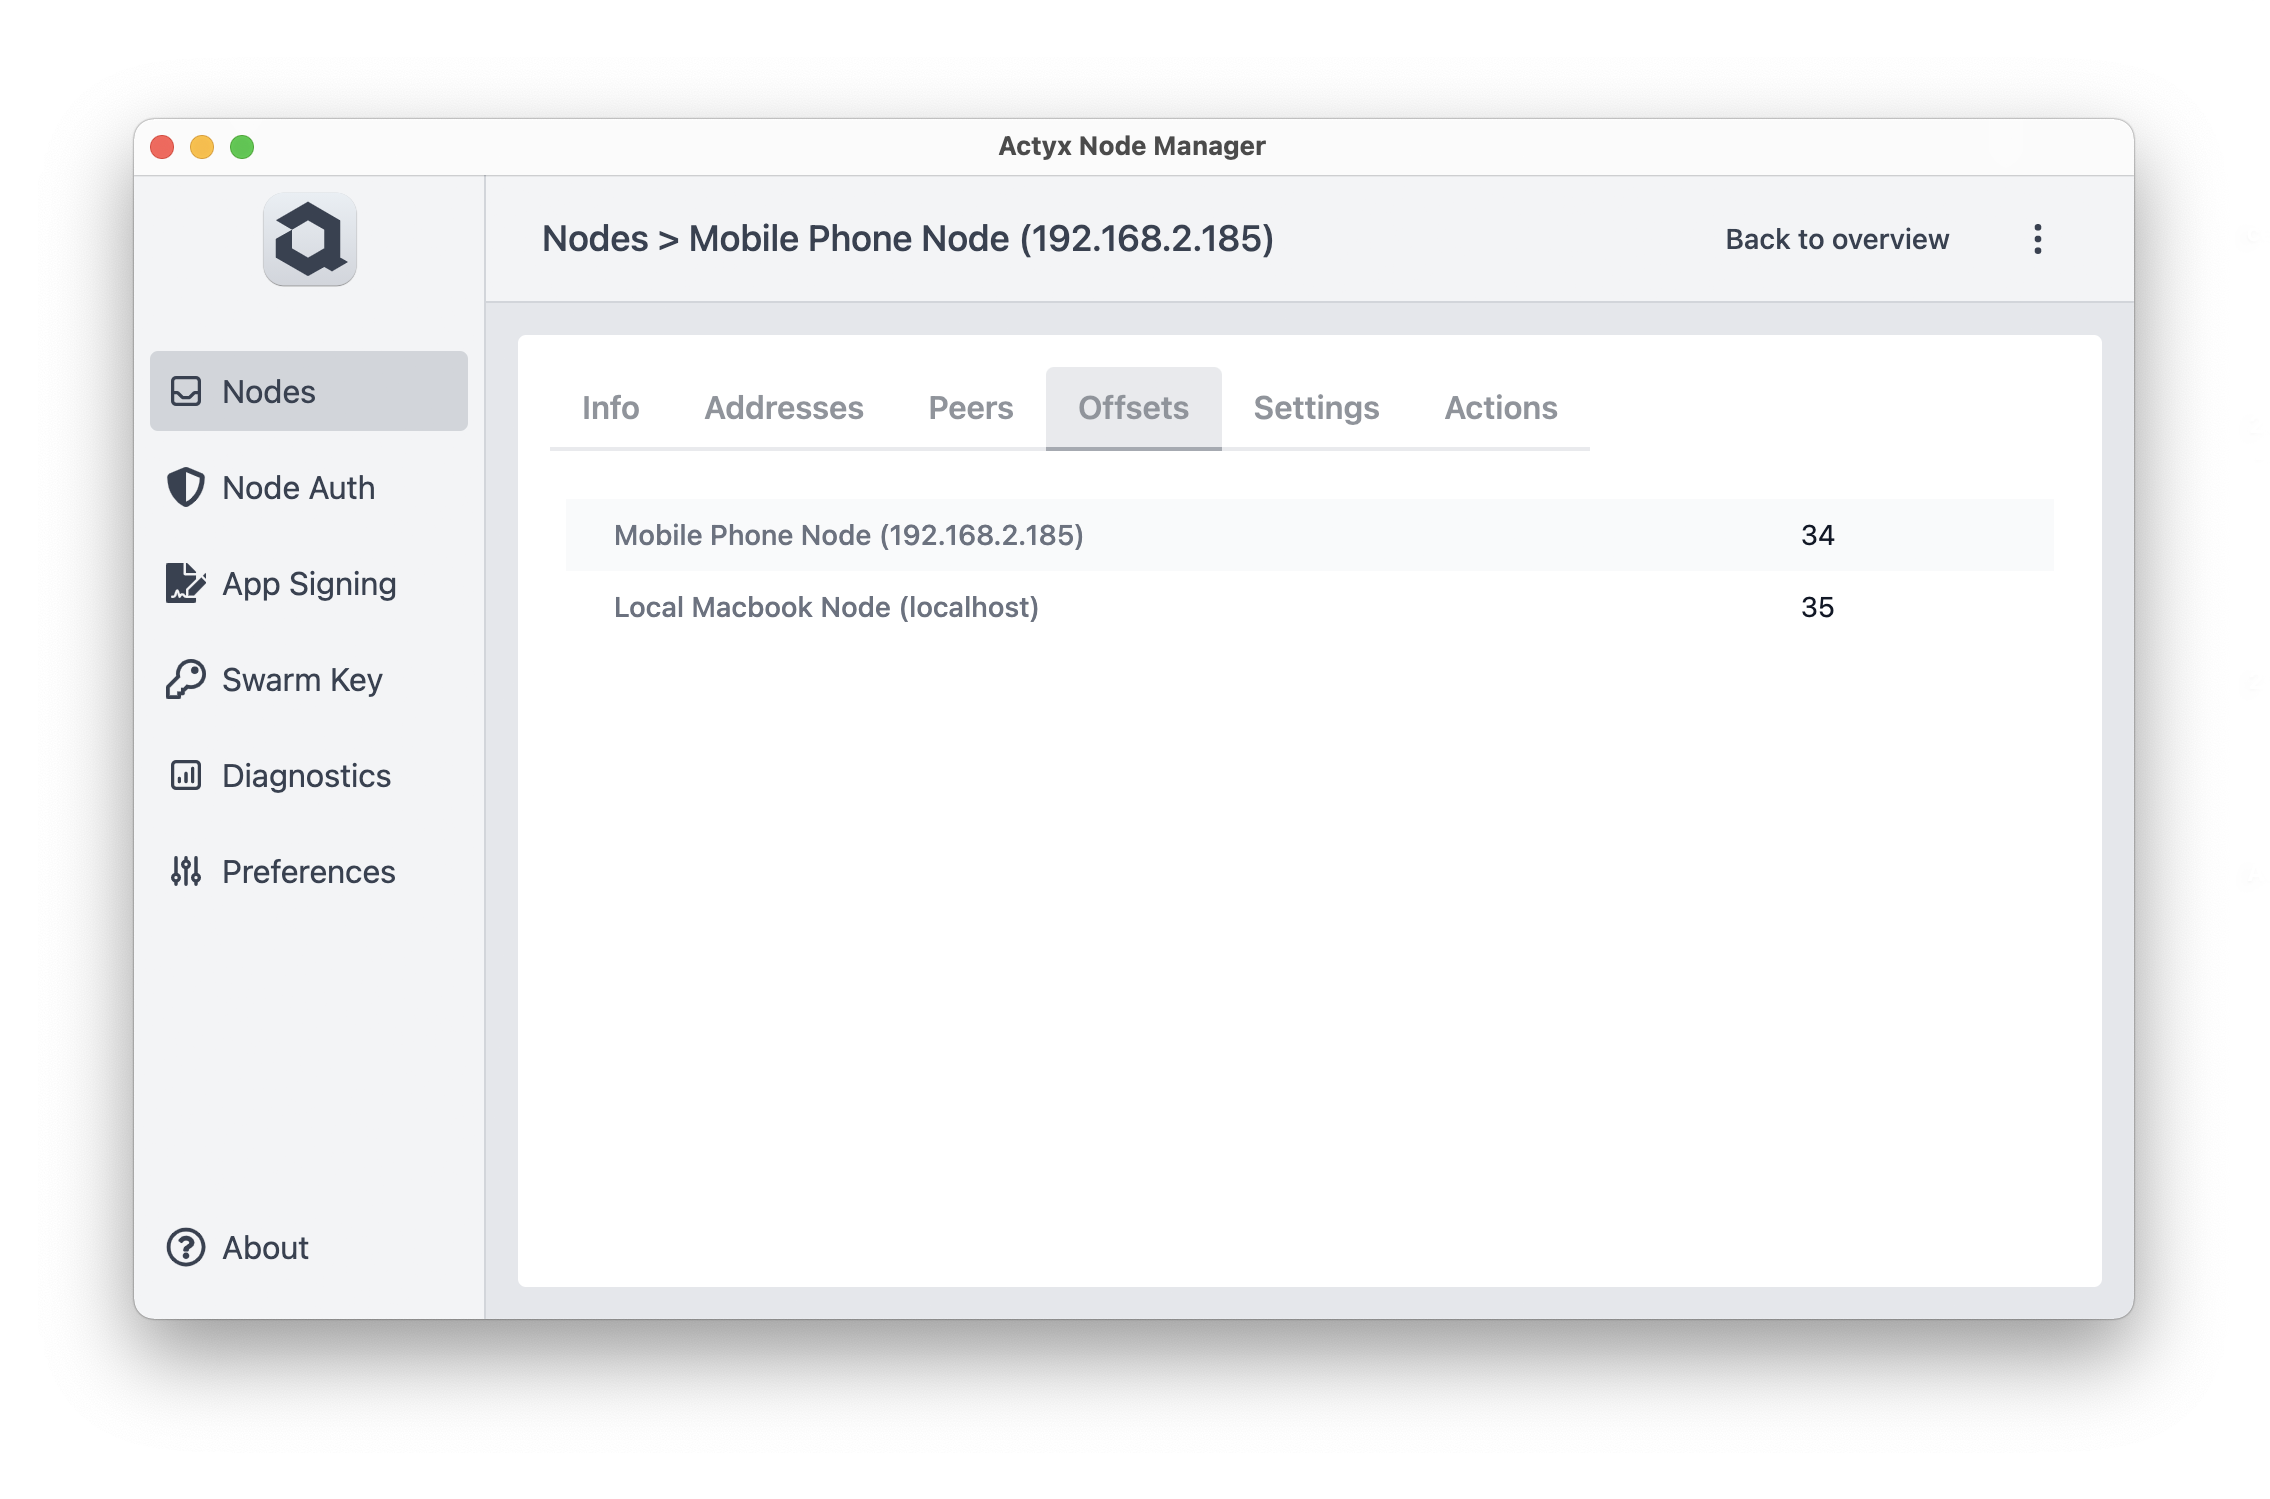 Actyx Node Manager
Nodes > Mobile Phone Node (192.168.2.185)
Back to overview
Nodes
Node Auth
App Signing
Swarm Key
Diagnostics
Preferences
About
Info Addresses Peers Offsets Settings Actions
Mobile Phone Node (192.168.2.185) 34
Local Macbook Node (localhost) 35